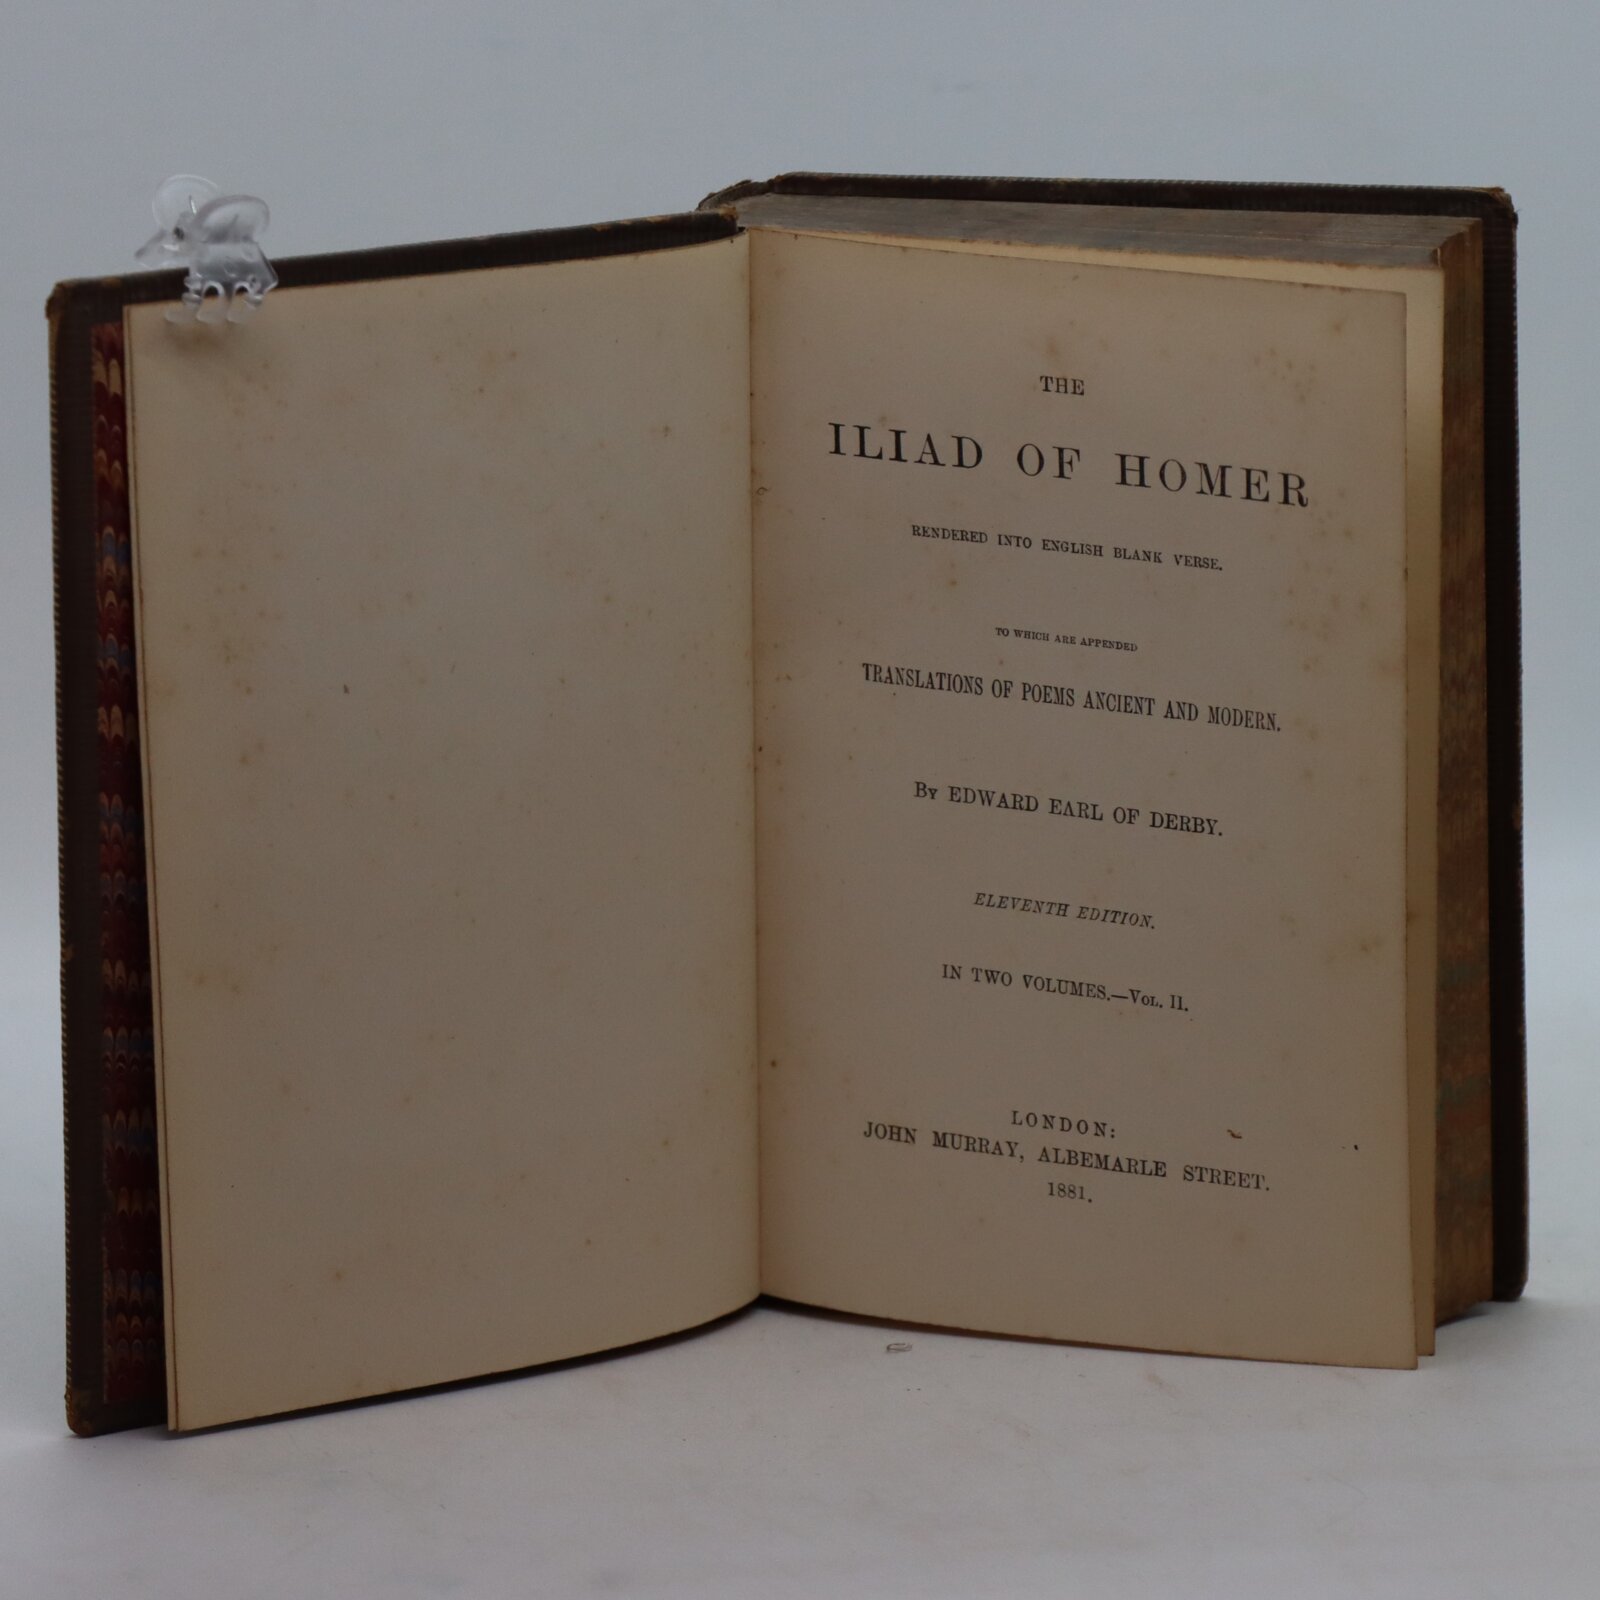 THE
ILIAD OF HOMER
RENDERED INTO ENGLISH BLANK VERSE.
TO WHICH ARE APPENDED
TRANSLATIONS OF POEMS ANCIENT AND MODERN.
BY EDWARD EARL OF DERBY.
ELEVENTH EDITION.
IN TWO VOLUMES.—VOL. II.
LONDON:
JOHN MURRAY, ALBEMARLE STREET.
1881.